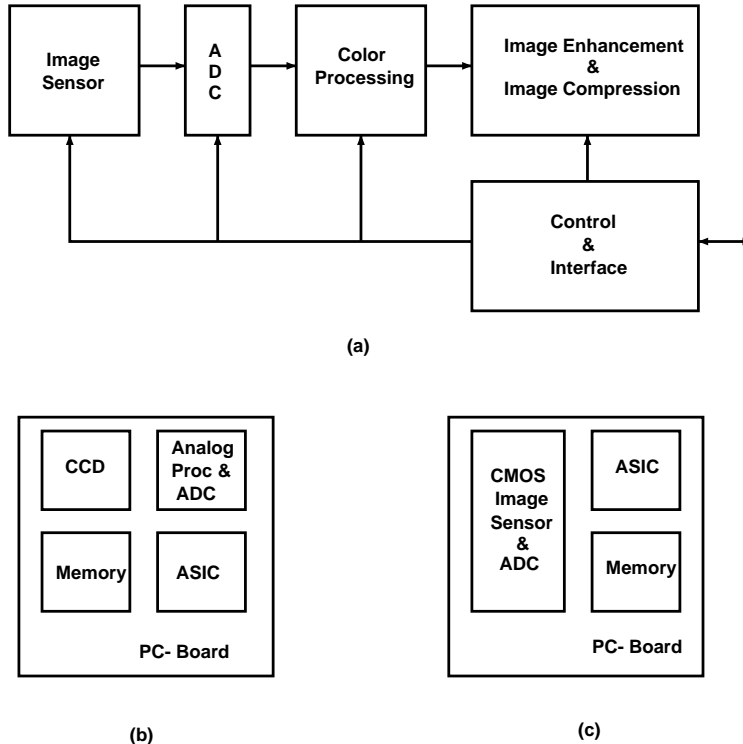 Image
Sensor
A
D
C
Color
Processing
Image Enhancement
&
Image Compression
Control
&
Interface
(a)
CCD
Analog
Proc &
ADC
Memory
ASIC
PC- Board
(b)
CMOS
Image
Sensor
&
ADC
ASIC
Memory
PC- Board
(c)